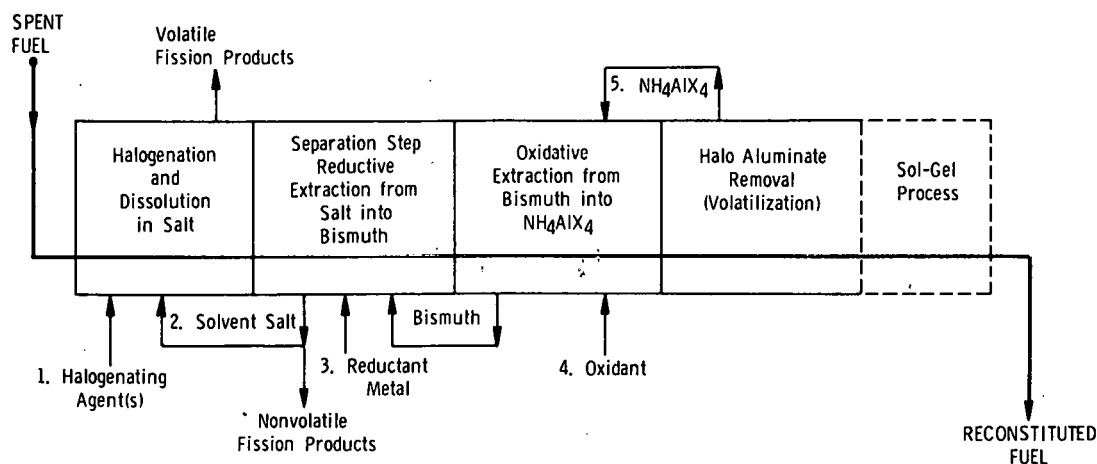 SPENT
FUEL
Volatile
Fission Products
5. NH4AlX4
Halogenation
and
Dissolution
in Salt
Separation Step
Reductive
Extraction from
Salt into
Bismuth
Oxidative
Extraction from
Bismuth into
NH4AlX4
Halo Aluminate
Removal
(Volatilization)
Sol-Gel
Process
2. Solvent Salt
Bismuth
1. Halogenating
Agent(s)
3. Reductant
Metal
4. Oxidant
Nonvolatile
Fission Products
RECONSTITUTED
FUEL